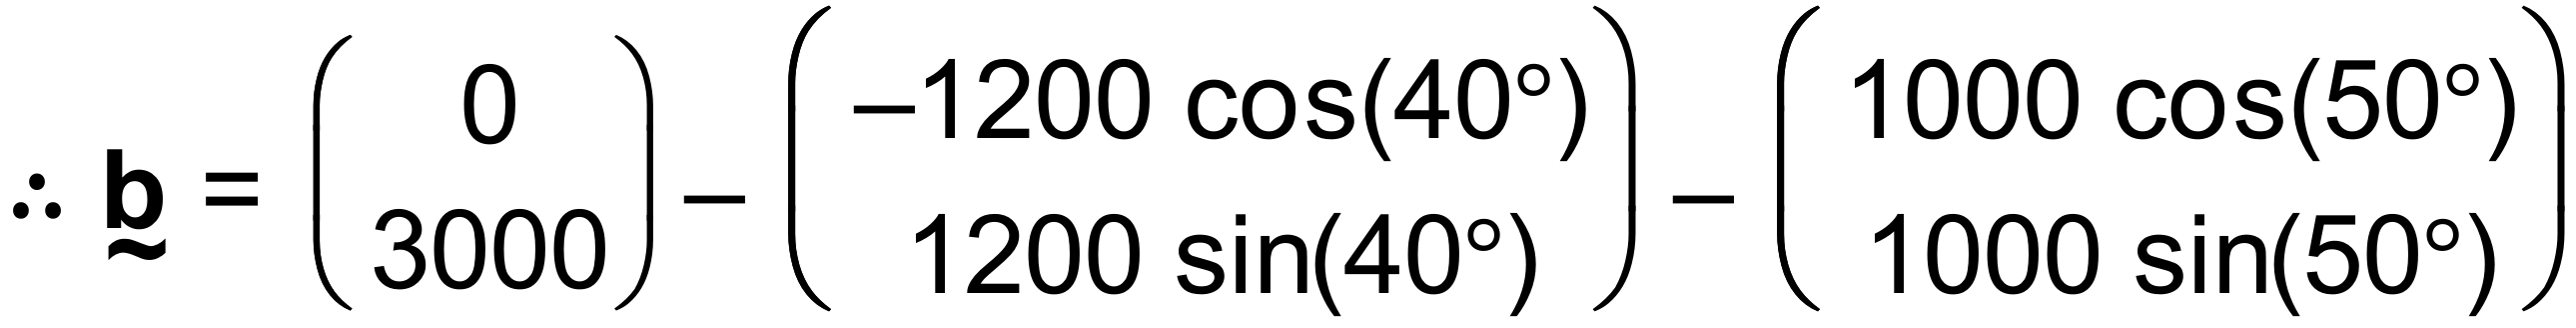 ∴ b̰ = ( 0 3000 ) − ( −1200 cos(40°) 1200 sin(40°) ) − ( 1000 cos(50°) 1000 sin(50°) )